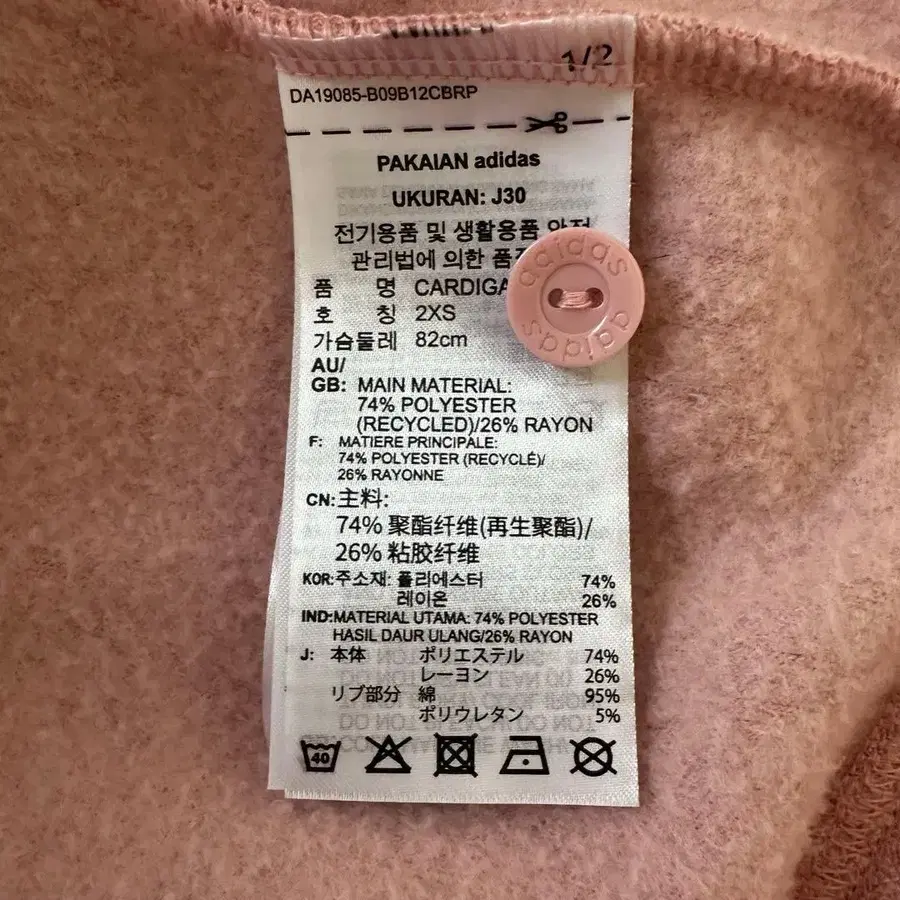 1/2
DA19085-B09B12CBRP
PAKAIAN adidas
UKURAN: J30
전기용품 및 생활용품 안전
관리법에 의한
품 명 CARDIGA
호 칭 2XS
가슴둘레 82cm
AU/
GB: MAIN MATERIAL:
74% POLYESTER
(RECYCLED)/26% RAYON
F: MATIERE PRINCIPALE:
74% POLYESTER (RECYCLÉ)/
26% RAYONNE
CN: 主料:
74% 聚酯纤维(再生聚酯)/
26% 粘胶纤维
KOR: 주소재: 폴리에스터 74%
레이온 26%
IND: MATERIAL UTAMA: 74% POLYESTER
HASIL DAUR ULANG/26% RAYON
J: 本体 ポリエステル 74%
レーヨン 26%
リブ部分 綿 95%
ポリウレタン 5%
40
adidas
adidas